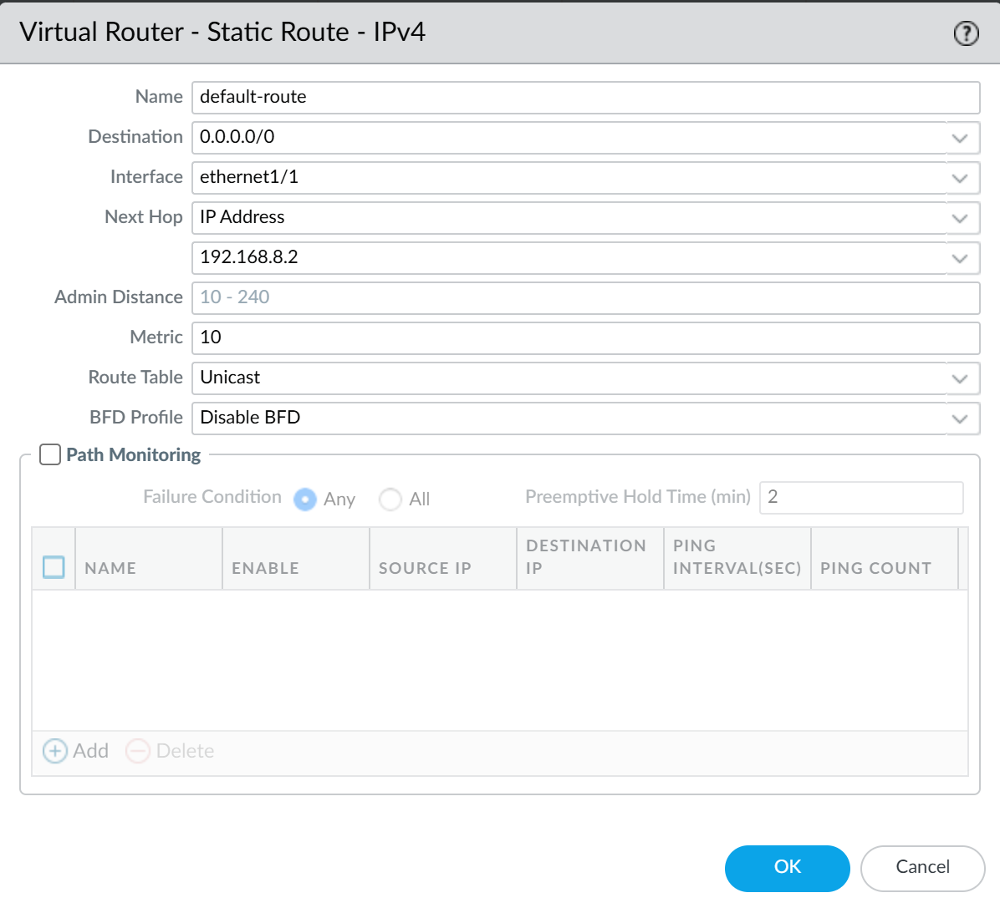 Virtual Router - Static Route - IPv4
Name default-route
Destination 0.0.0.0/0
Interface ethernet1/1
Next Hop IP Address
192.168.8.2
Admin Distance 10 - 240
Metric 10
Route Table Unicast
BFD Profile Disable BFD
Path Monitoring
Failure Condition Any All Preemptive Hold Time (min) 2
NAME ENABLE SOURCE IP DESTINATION IP PING INTERVAL(SEC) PING COUNT
Add Delete
OK Cancel